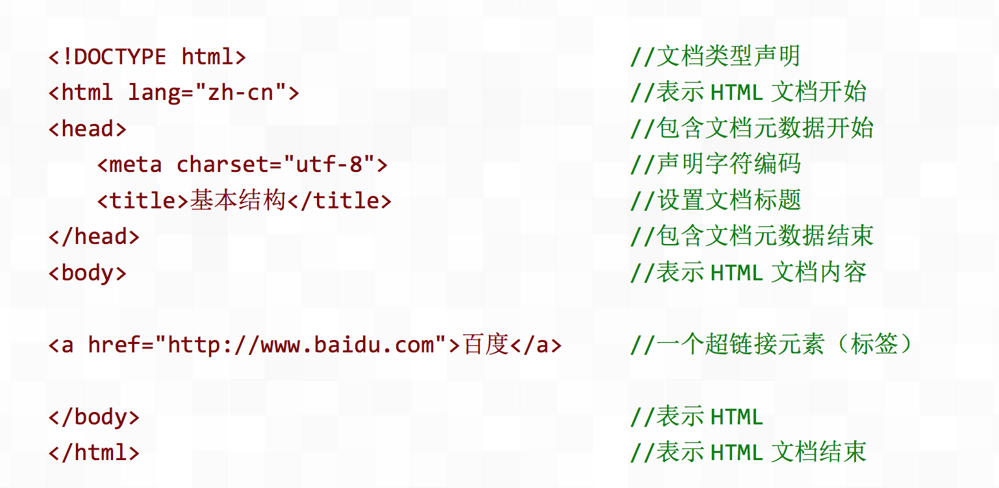 <!DOCTYPE html> //文档类型声明
<html lang="zh-cn"> //表示 HTML 文档开始
<head> //包含文档元数据开始
<meta charset="utf-8"> //声明字符编码
<title>基本结构</title> //设置文档标题
</head> //包含文档元数据结束
<body> //表示 HTML 文档内容
<a href="http://www.baidu.com">百度</a> //一个超链接元素（标签）
</body> //表示 HTML
</html> //表示 HTML 文档结束